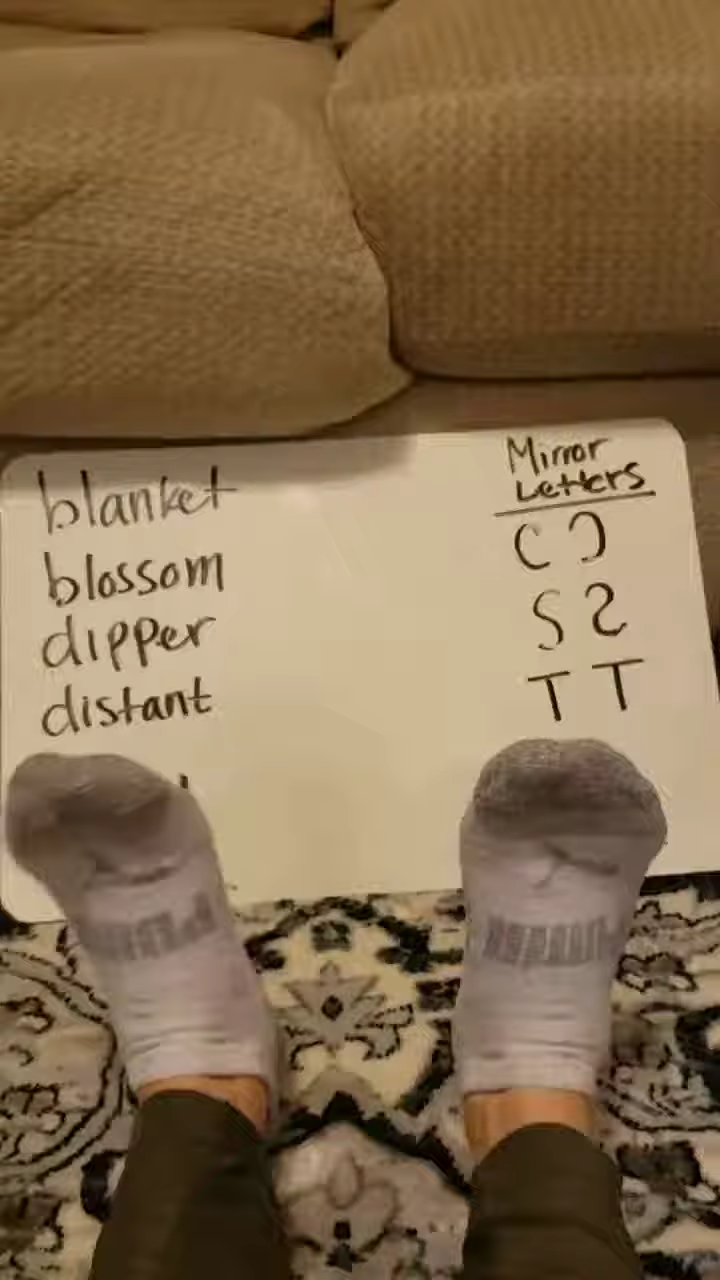 blanket
blossom
dipper
distant
Mirror
Letters
C Ɔ
S Ƨ
T T